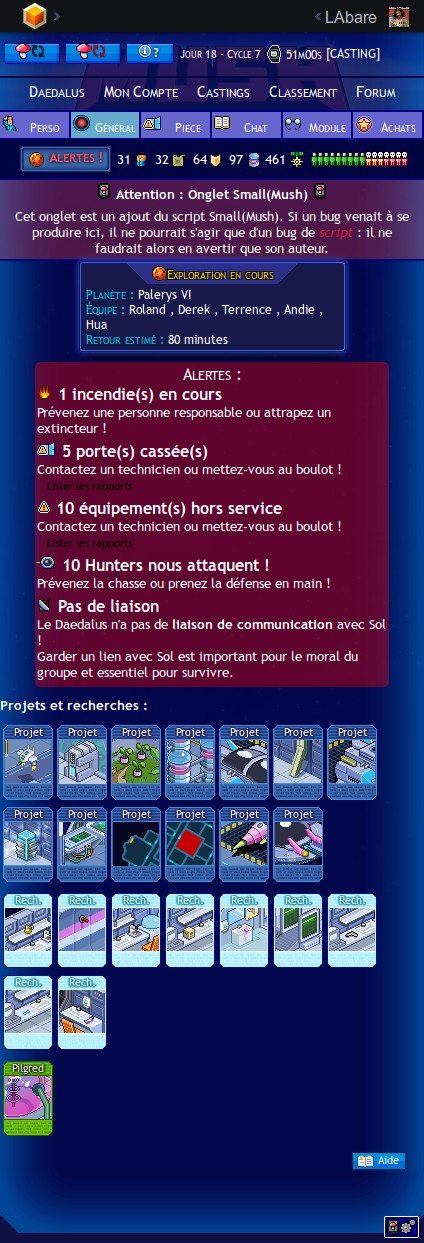 LAbare
? Jour 18 - Cycle 7 51m00s [CASTING]
Daedalus Mon Compte Castings Classement Forum
Perso Général Pièce Chat Module Achats
Alertes ! 31 32 64 97 461
Attention : Onglet Small(Mush)
Cet onglet est un ajout du script Small(Mush). Si un bug venait à se
produire ici, il ne pourrait s'agir que d'un bug de script : il ne
faudrait alors en avertir que son auteur.
Exploration en cours
Planète : Palerys VI
Équipe : Roland , Derek , Terrence , Andie ,
Hua
Retour estimé : 80 minutes
Alertes :
1 incendie(s) en cours
Prévenez une personne responsable ou attrapez un
extincteur !
5 porte(s) cassée(s)
Contactez un technicien ou mettez-vous au boulot !
Lister les rapports
10 équipement(s) hors service
Contactez un technicien ou mettez-vous au boulot !
Lister les rapports
10 Hunters nous attaquent !
Prévenez la chasse ou prenez la défense en main !
Pas de liaison
Le Daedalus n'a pas de liaison de communication avec Sol
!
Garder un lien avec Sol est important pour le moral du
groupe et essentiel pour survivre.
Projets et recherches :
Projet Projet Projet Projet Projet Projet Projet
Projet Projet Projet Projet Projet Projet
Rech. Rech. Rech. Rech. Rech. Rech. Rech.
Rech. Rech.
Pilgred
Aide